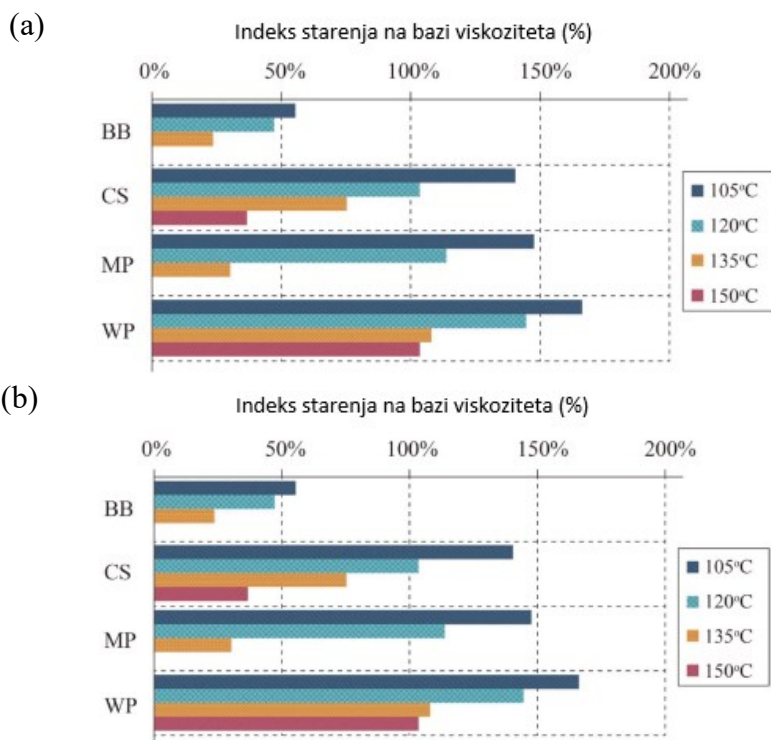 (a)
Indeks starenja na bazi viskoziteta (%)
0% 50% 100% 150% 200%
BB
CS
MP
WP
105°C
120°C
135°C
150°C
(b)
Indeks starenja na bazi viskoziteta (%)
0% 50% 100% 150% 200%
BB
CS
MP
WP
105°C
120°C
135°C
150°C